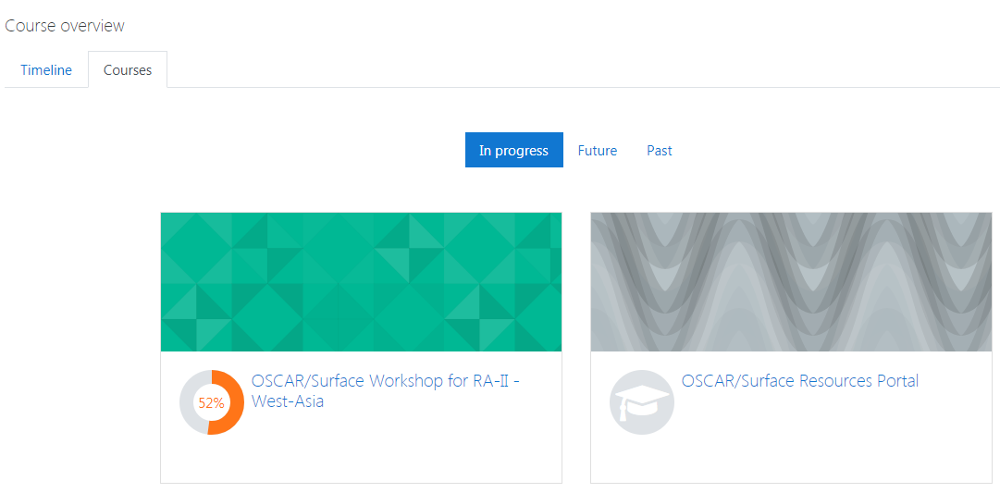 Course overview
Timeline
Courses
In progress
Future
Past
52%
OSCAR/Surface Workshop for RA-II -
West-Asia
OSCAR/Surface Resources Portal